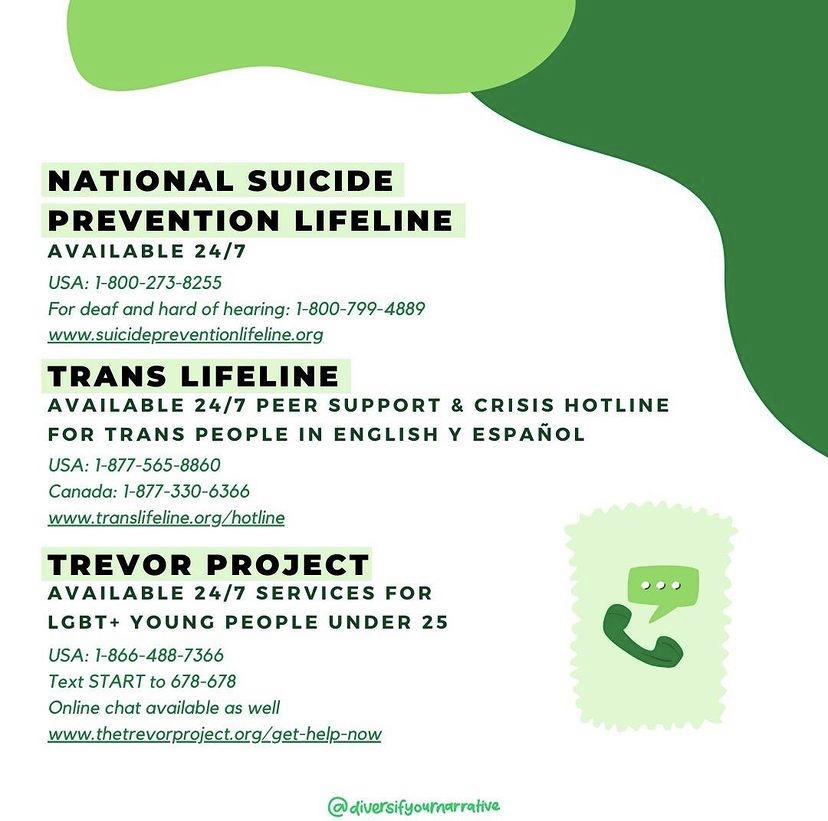 NATIONAL SUICIDE
PREVENTION LIFELINE
AVAILABLE 24/7
USA: 1-800-273-8255
For deaf and hard of hearing: 1-800-799-4889
www.suicidepreventionlifeline.org
TRANS LIFELINE
AVAILABLE 24/7 PEER SUPPORT & CRISIS HOTLINE
FOR TRANS PEOPLE IN ENGLISH Y ESPAÑOL
USA: 1-877-565-8860
Canada: 1-877-330-6366
www.translifeline.org/hotline
TREVOR PROJECT
AVAILABLE 24/7 SERVICES FOR
LGBT+ YOUNG PEOPLE UNDER 25
USA: 1-866-488-7366
Text START to 678-678
Online chat available as well
www.thetrevorproject.org/get-help-now
@diversifyournarrative